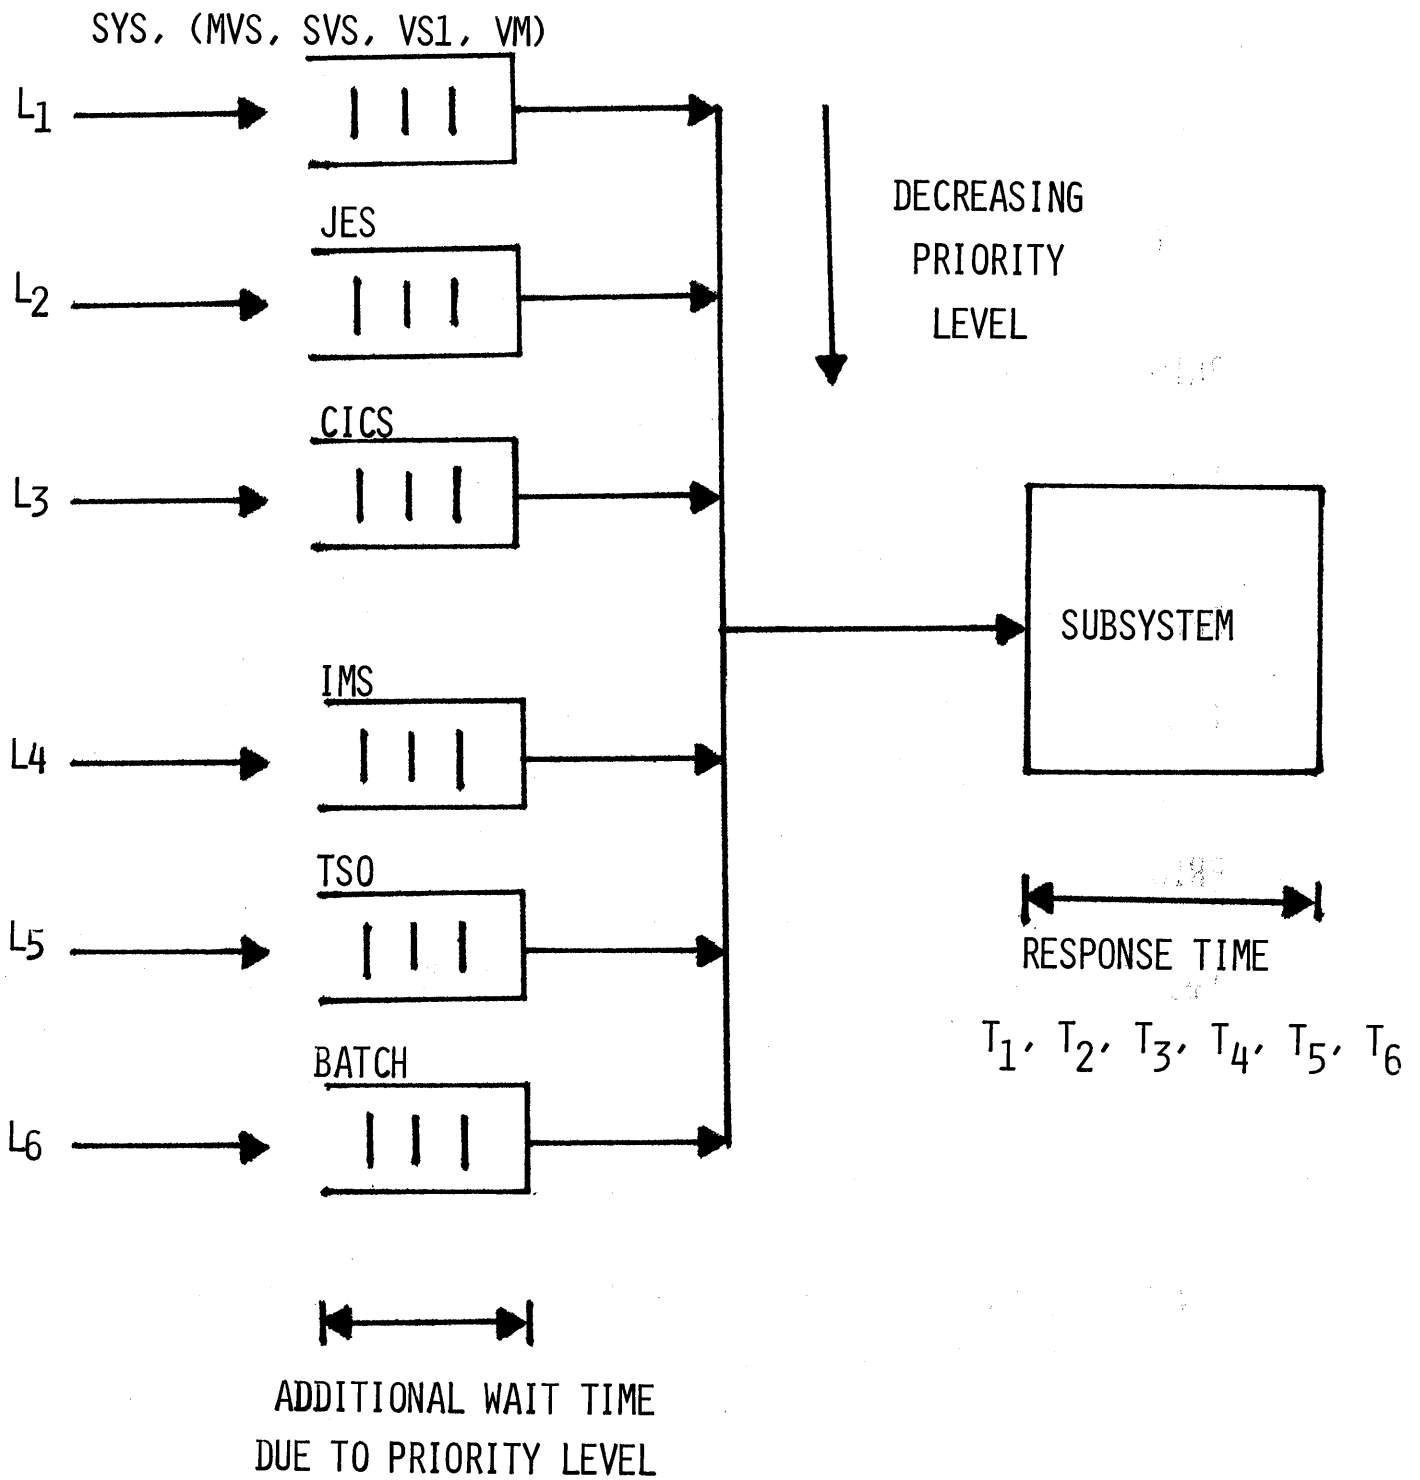 SYS, (MVS, SVS, VS1, VM)
L1
JES
L2
CICS
L3
IMS
L4
TSO
L5
BATCH
L6
DECREASING
PRIORITY
LEVEL
SUBSYSTEM
RESPONSE TIME
T1, T2, T3, T4, T5, T6
ADDITIONAL WAIT TIME
DUE TO PRIORITY LEVEL